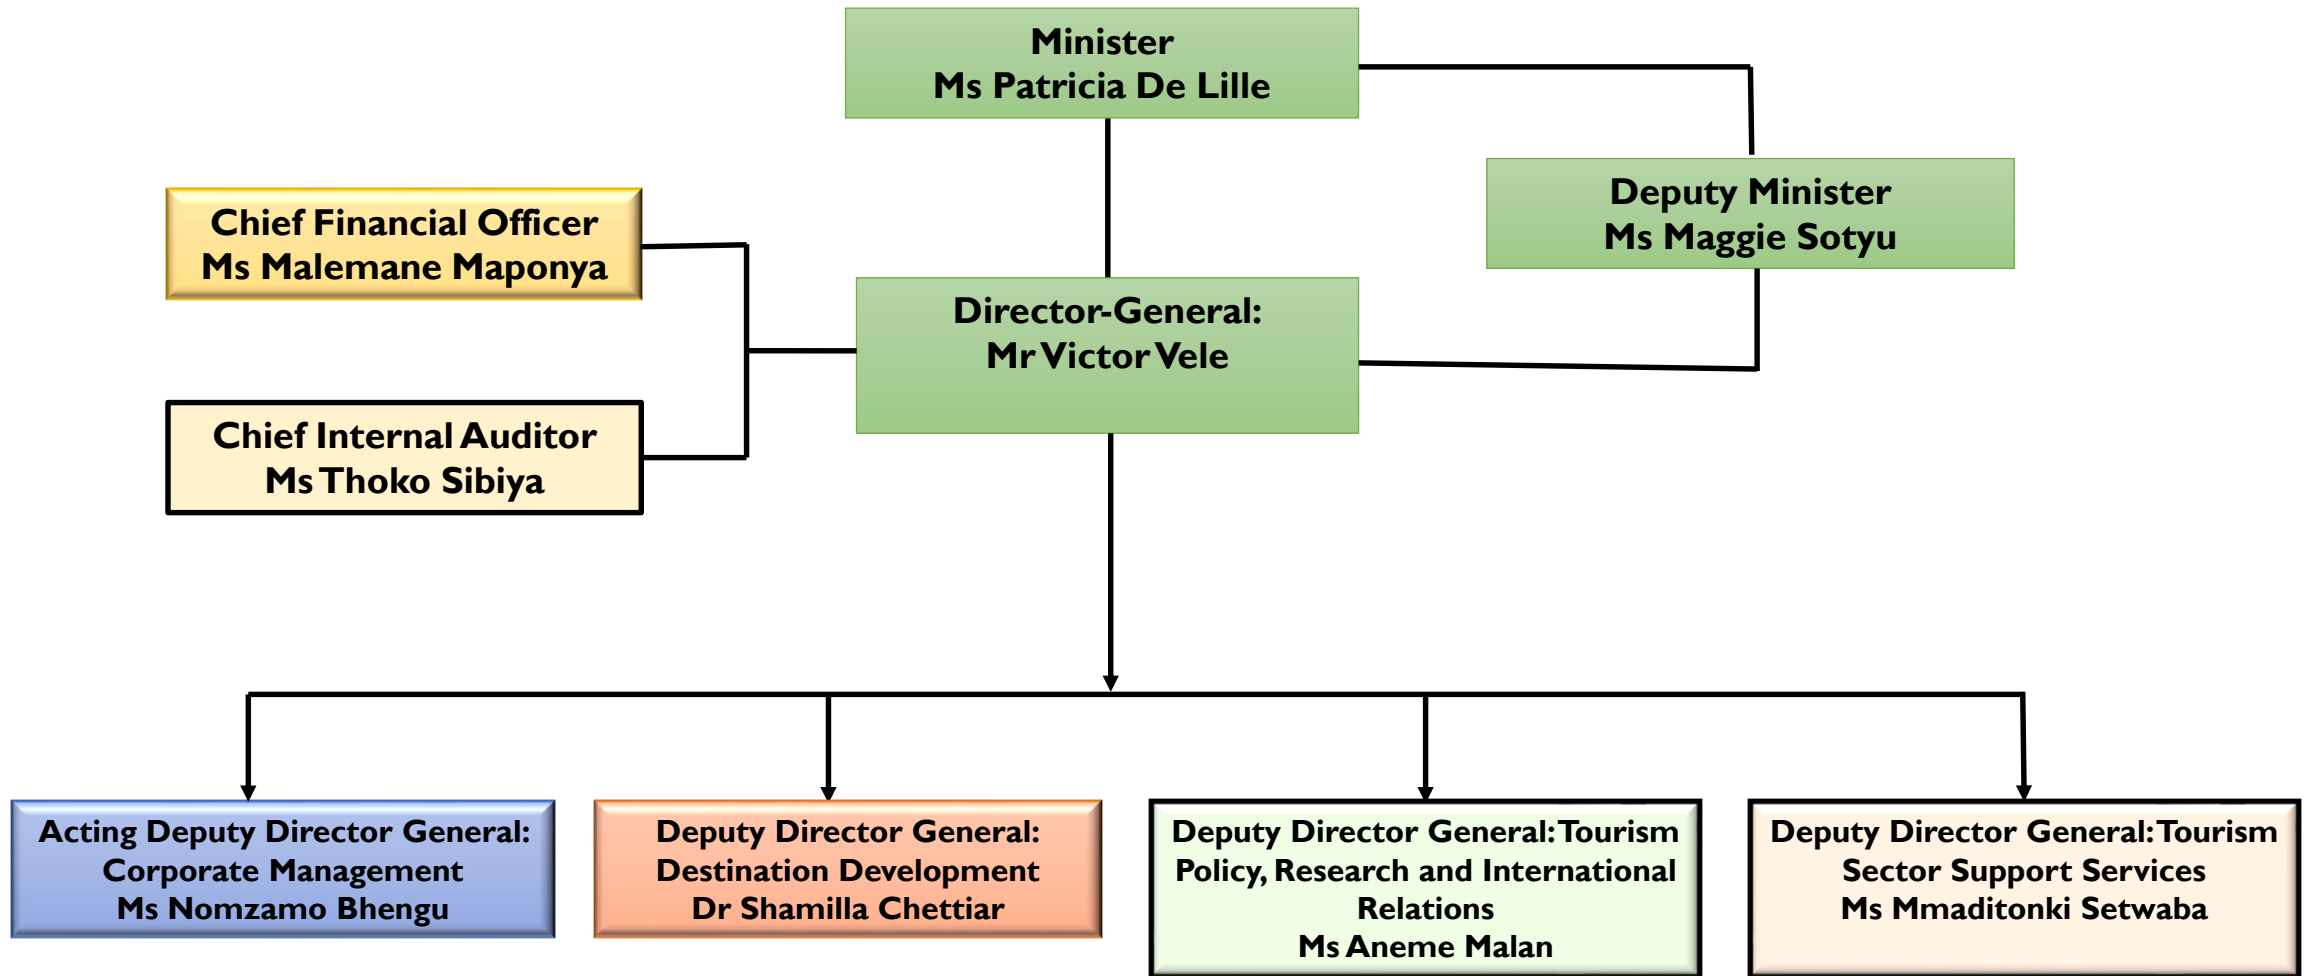 Minister
Ms Patricia De Lille
Deputy Minister
Ms Maggie Sotyu
Chief Financial Officer
Ms Malemane Maponya
Director-General:
Mr Victor Vele
Chief Internal Auditor
Ms Thoko Sibiya
Acting Deputy Director General:
Corporate Management
Ms Nomzamo Bhengu
Deputy Director General:
Destination Development
Dr Shamilla Chettiar
Deputy Director General: Tourism
Policy, Research and International
Relations
Ms Aneme Malan
Deputy Director General: Tourism
Sector Support Services
Ms Mmaditonki Setwaba